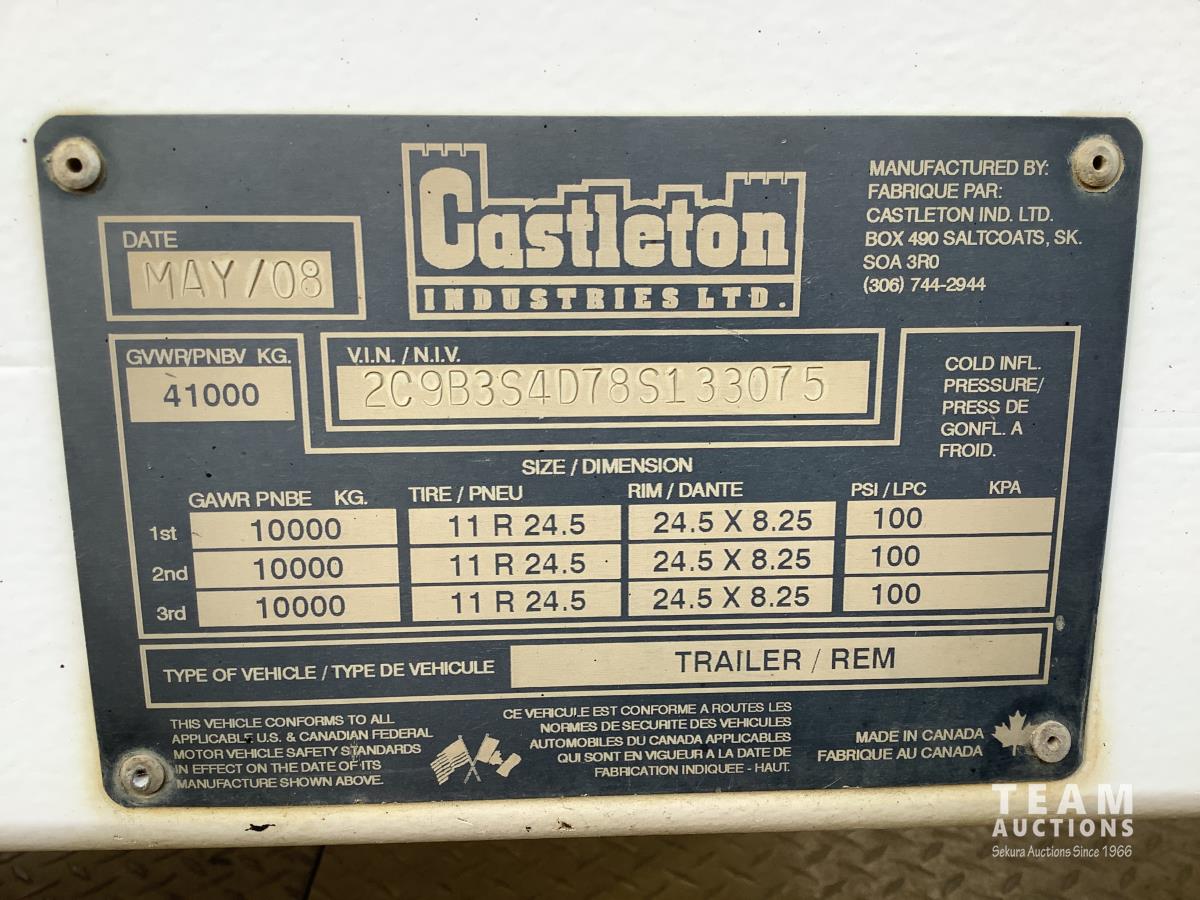 Castleton
INDUSTRIES LTD.
MANUFACTURED BY:
FABRIQUE PAR:
CASTLETON IND. LTD.
BOX 490 SALTCOATS, SK.
SOA 3R0
(306) 744-2944
DATE
MAY/08
GVWR/PNBV KG.
41000
V.I.N. / N.I.V.
2C9B3S4D78S133075
COLD INFL.
PRESSURE/
PRESS DE
GONFL. A
FROID.
SIZE / DIMENSION
GAWR PNBE KG. TIRE / PNEU RIM / DANTE PSI / LPC KPA
1st 10000 11 R 24.5 24.5 X 8.25 100
2nd 10000 11 R 24.5 24.5 X 8.25 100
3rd 10000 11 R 24.5 24.5 X 8.25 100
TYPE OF VEHICLE / TYPE DE VEHICULE TRAILER / REM
THIS VEHICLE CONFORMS TO ALL
APPLICABLE U.S. & CANADIAN FEDERAL
MOTOR VEHICLE SAFETY STANDARDS
IN EFFECT ON THE DATE OF ITS
MANUFACTURE SHOWN ABOVE.
CE VERICULE EST CONFORME A ROUTES LES
NORMES DE SECURITE DES VEHICULES
AUTOMOBILES DU CANADA APPLICABLES
QUI SONT EN VIGUEUR A LA DATE DE
FABRICATION INDIQUEE - HAUT.
MADE IN CANADA
FABRIQUE AU CANADA
TEAM
AUCTIONS
Sekura Auctions Since 1966